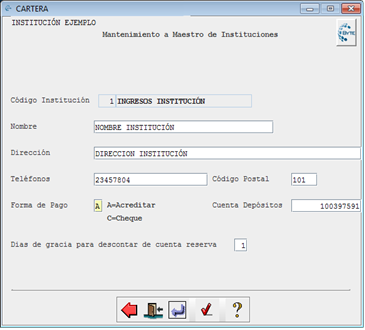 CARTERA
INSTITUCIÓN EJEMPLO
Mantenimiento a Maestro de Instituciones
Código Institución 1 INGRESOS INSTITUCIÓN
Nombre NOMBRE INSTITUCIÓN
Dirección DIRECCION INSTITUCIÓN
Teléfonos 23457804 Código Postal 101
Forma de Pago A A=Acreditar Cuenta Depósitos 100397591
C=Cheque
Dias de gracia para descontar de cuenta reserva 1
?